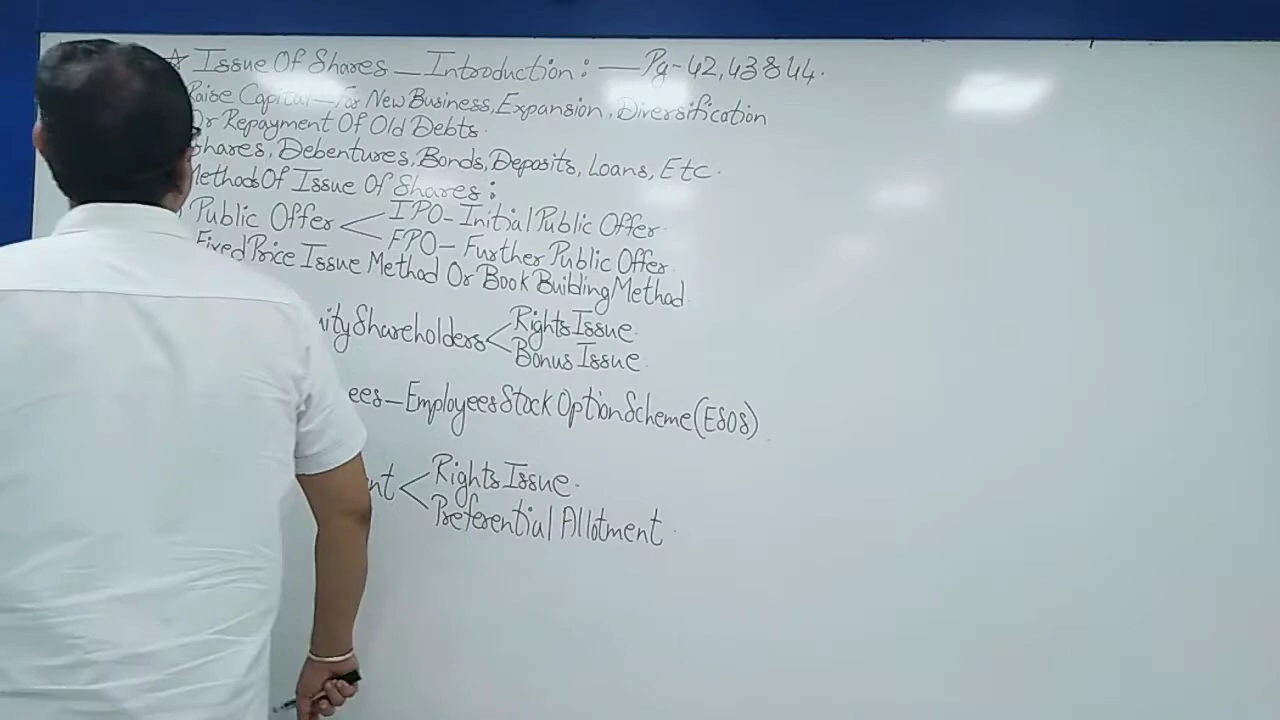 ☆ Issue Of Shares – Introduction: — Pg-42,43&44.
Raise Capital – For New Business, Expansion, Diversification
Or Repayment Of Old Debts.
Shares, Debentures, Bonds, Deposits, Loans, Etc.
Methods Of Issue Of Shares:
Public Offer < IPO – Initial Public Offer.
FPO – Further Public Offer.
Fixed Price Issue Method Or Book Building Method
Shareholders < Rights Issue.
Bonus Issue.
– Employees Stock Option Scheme (ESOS)
< Rights Issue.
Preferential Allotment.